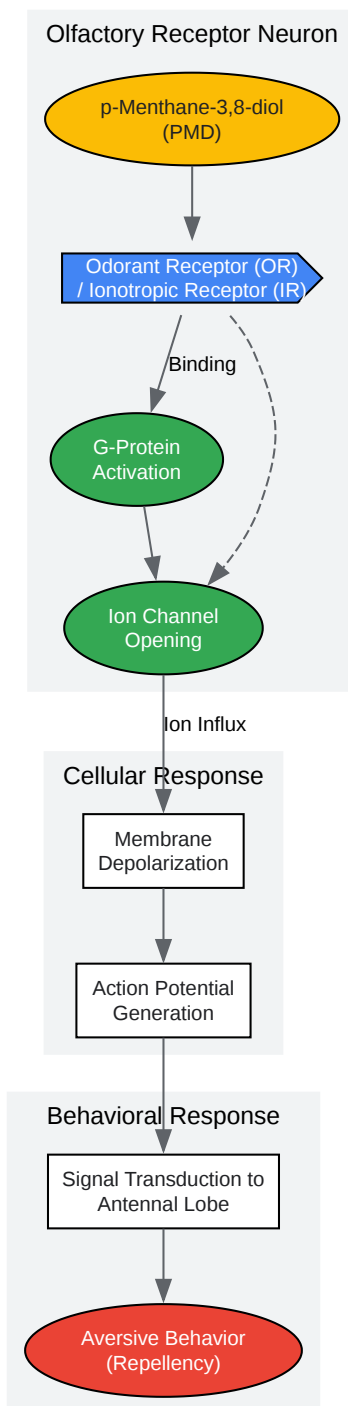 Olfactory Receptor Neuron
p-Menthane-3,8-diol
(PMD)
Odorant Receptor (OR)
/ Ionotropic Receptor (IR)
Binding
G-Protein
Activation
Ion Channel
Opening
Ion Influx
Cellular Response
Membrane
Depolarization
Action Potential
Generation
Behavioral Response
Signal Transduction to
Antennal Lobe
Aversive Behavior
(Repellency)